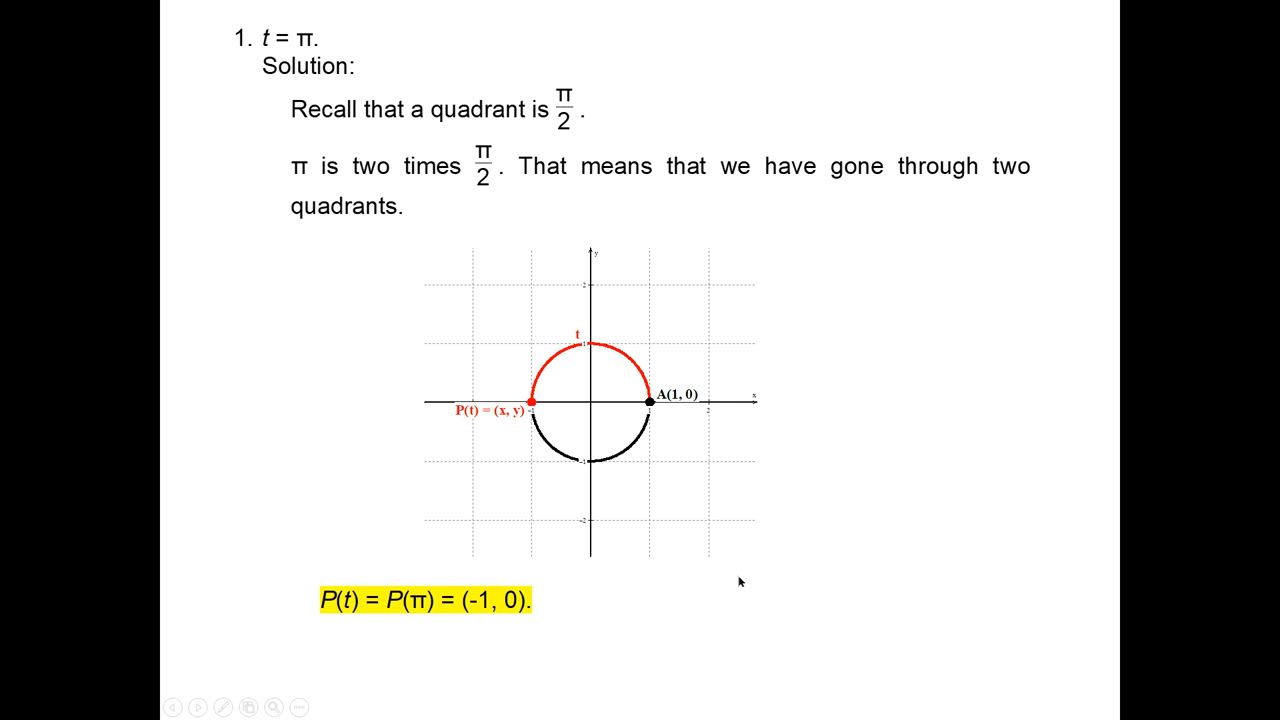 1. t = π.
Solution:
Recall that a quadrant is π/2 .
π is two times π/2 . That means that we have gone through two
quadrants.
y
2
t
1
A(1, 0)
x
P(t) = (x, y)
-1
1
2
-1
-2
P(t) = P(π) = (-1, 0).